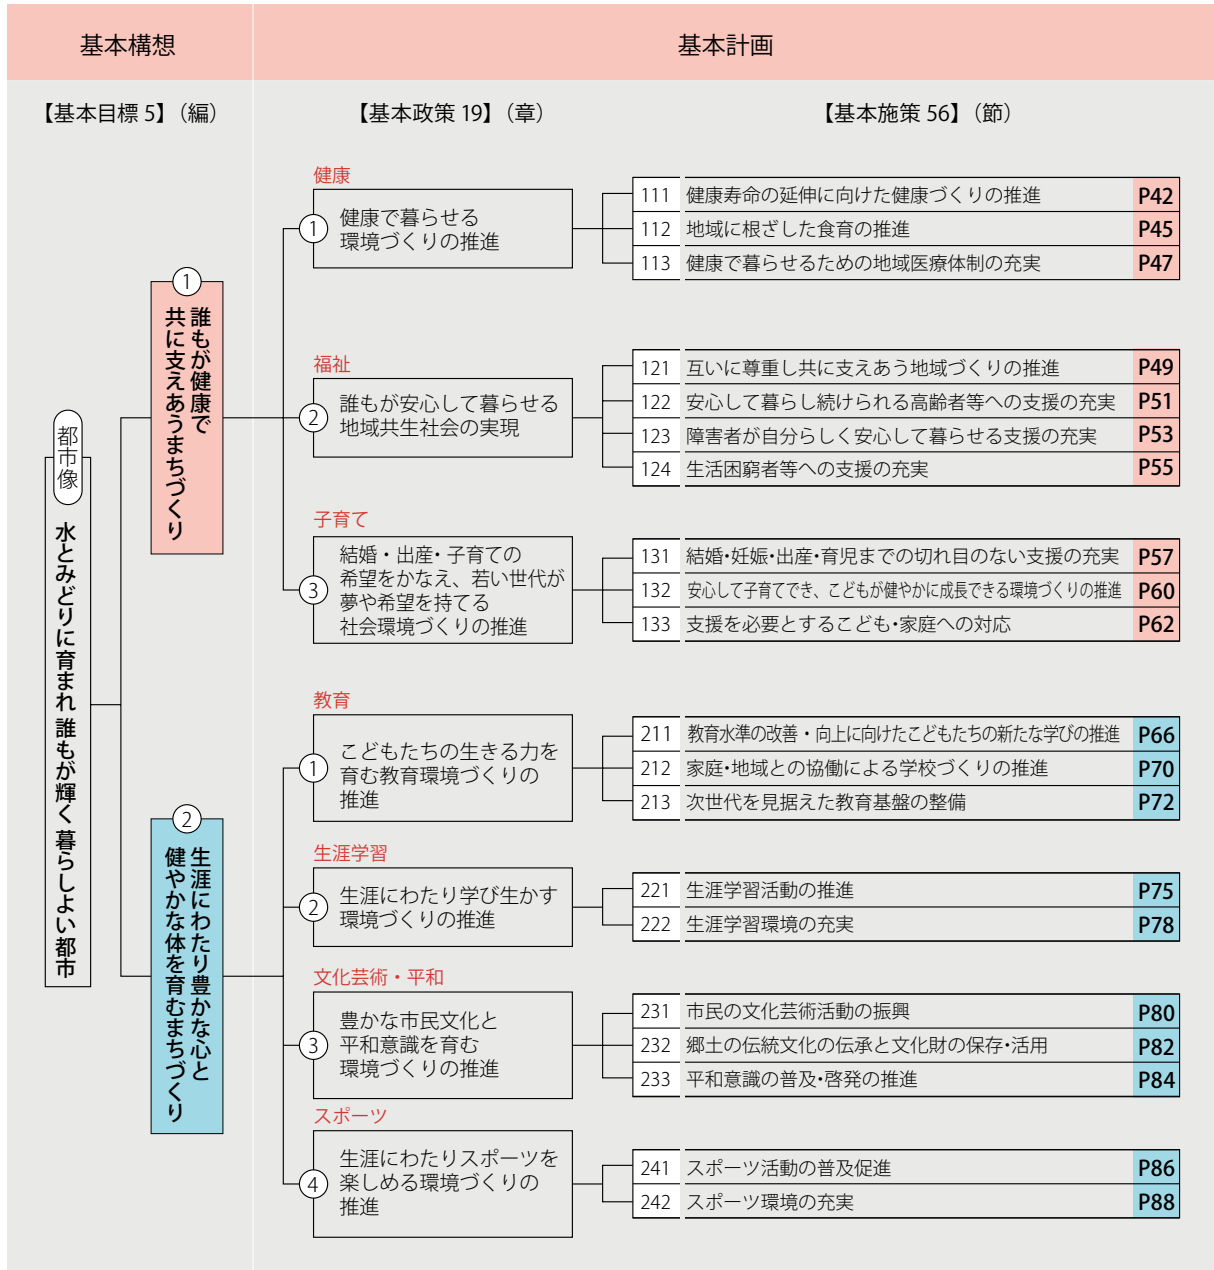 基本構想
基本計画
【基本目標 5】（編）
【基本政策 19】（章）
【基本施策 56】（節）
都市像
水とみどりに育まれ 誰もが輝く 暮らしよい都市
1
誰もが健康で
共に支えあうまちづくり
健康
1
健康で暮らせる
環境づくりの推進
111 健康寿命の延伸に向けた健康づくりの推進 P42
112 地域に根ざした食育の推進 P45
113 健康で暮らせるための地域医療体制の充実 P47
福祉
2
誰もが安心して暮らせる
地域共生社会の実現
121 互いに尊重し共に支えあう地域づくりの推進 P49
122 安心して暮らし続けられる高齢者等への支援の充実 P51
123 障害者が自分らしく安心して暮らせる支援の充実 P53
124 生活困窮者等への支援の充実 P55
子育て
3
結婚・出産・子育ての
希望をかなえ、若い世代が
夢や希望を持てる
社会環境づくりの推進
131 結婚・妊娠・出産・育児までの切れ目のない支援の充実 P57
132 安心して子育てでき、こどもが健やかに成長できる環境づくりの推進 P60
133 支援を必要とするこども・家庭への対応 P62
2
生涯にわたり豊かな心と
健やかな体を育むまちづくり
教育
1
こどもたちの生きる力を
育む教育環境づくりの
推進
211 教育水準の改善・向上に向けたこどもたちの新たな学びの推進 P66
212 家庭・地域との協働による学校づくりの推進 P70
213 次世代を見据えた教育基盤の整備 P72
生涯学習
2
生涯にわたり学び生かす
環境づくりの推進
221 生涯学習活動の推進 P75
222 生涯学習環境の充実 P78
文化芸術・平和
3
豊かな市民文化と
平和意識を育む
環境づくりの推進
231 市民の文化芸術活動の振興 P80
232 郷土の伝統文化の伝承と文化財の保存・活用 P82
233 平和意識の普及・啓発の推進 P84
スポーツ
4
生涯にわたりスポーツを
楽しめる環境づくりの
推進
241 スポーツ活動の普及促進 P86
242 スポーツ環境の充実 P88